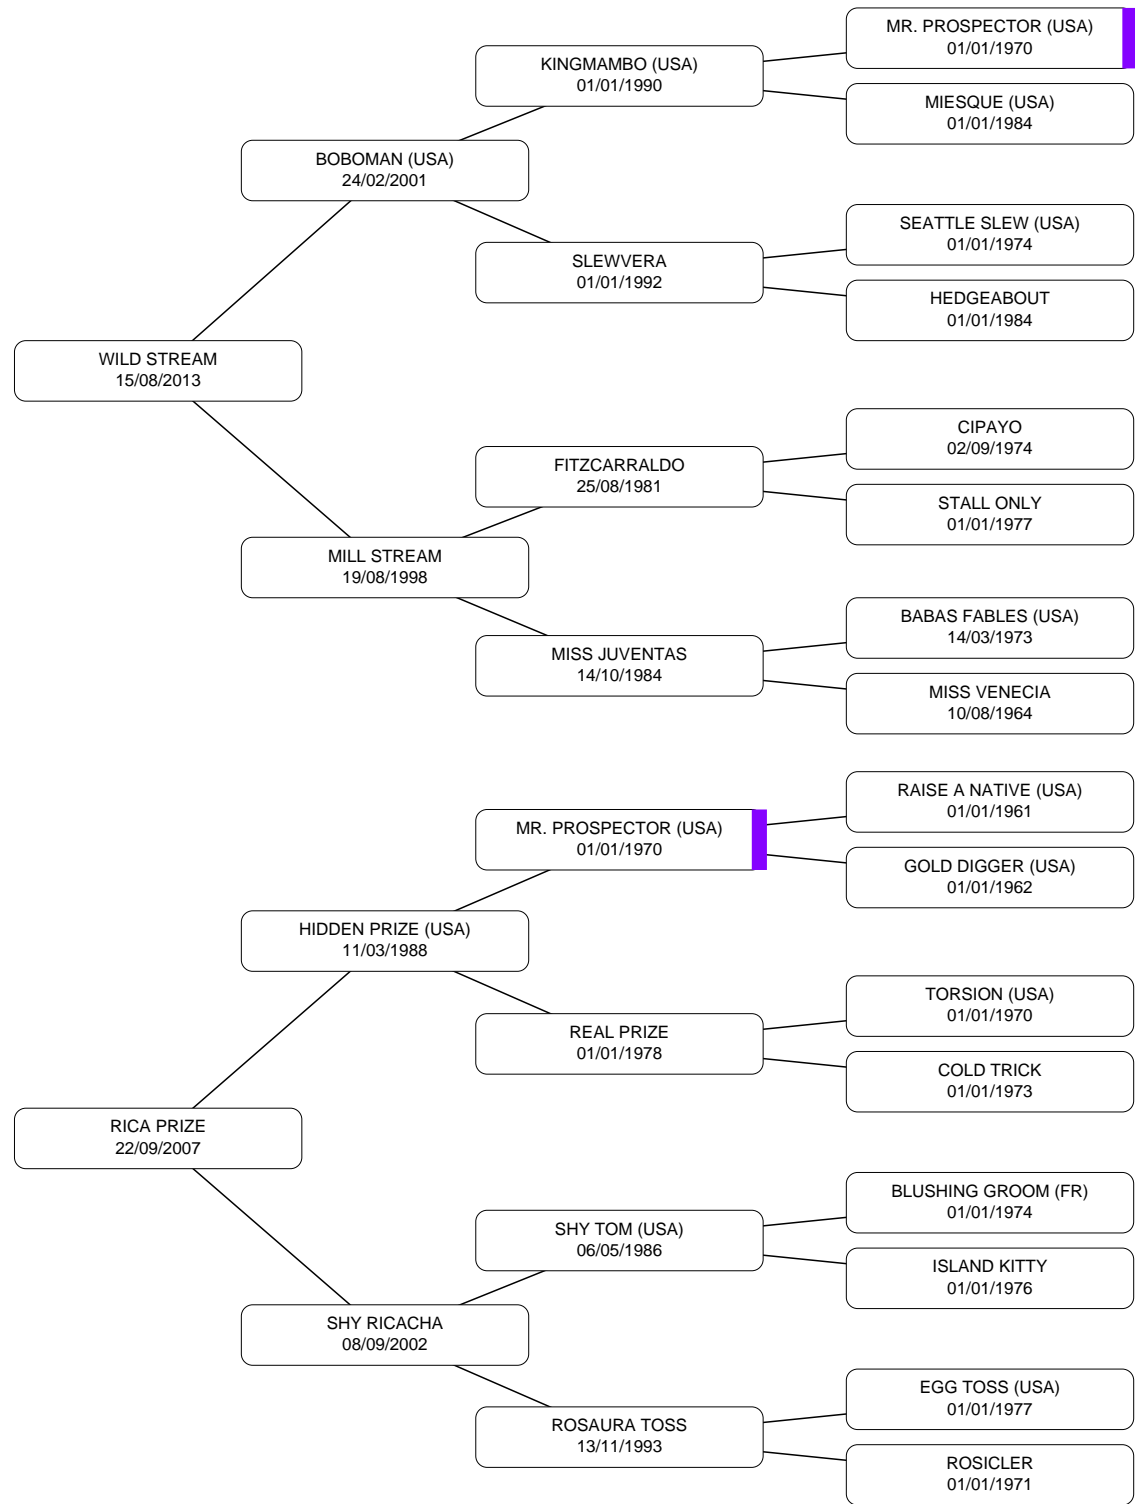 MR. PROSPECTOR (USA)
01/01/1970
KINGMAMBO (USA)
01/01/1990
MIESQUE (USA)
01/01/1984
BOBOMAN (USA)
24/02/2001
SEATTLE SLEW (USA)
01/01/1974
SLEWVERA
01/01/1992
HEDGEABOUT
01/01/1984
WILD STREAM
15/08/2013
CIPAYO
02/09/1974
FITZCARRALDO
25/08/1981
STALL ONLY
01/01/1977
MILL STREAM
19/08/1998
BABAS FABLES (USA)
14/03/1973
MISS JUVENTAS
14/10/1984
MISS VENECIA
10/08/1964
RAISE A NATIVE (USA)
01/01/1961
MR. PROSPECTOR (USA)
01/01/1970
GOLD DIGGER (USA)
01/01/1962
HIDDEN PRIZE (USA)
11/03/1988
TORSION (USA)
01/01/1970
REAL PRIZE
01/01/1978
COLD TRICK
01/01/1973
RICA PRIZE
22/09/2007
BLUSHING GROOM (FR)
01/01/1974
SHY TOM (USA)
06/05/1986
ISLAND KITTY
01/01/1976
SHY RICACHA
08/09/2002
EGG TOSS (USA)
01/01/1977
ROSAURA TOSS
13/11/1993
ROSICLER
01/01/1971